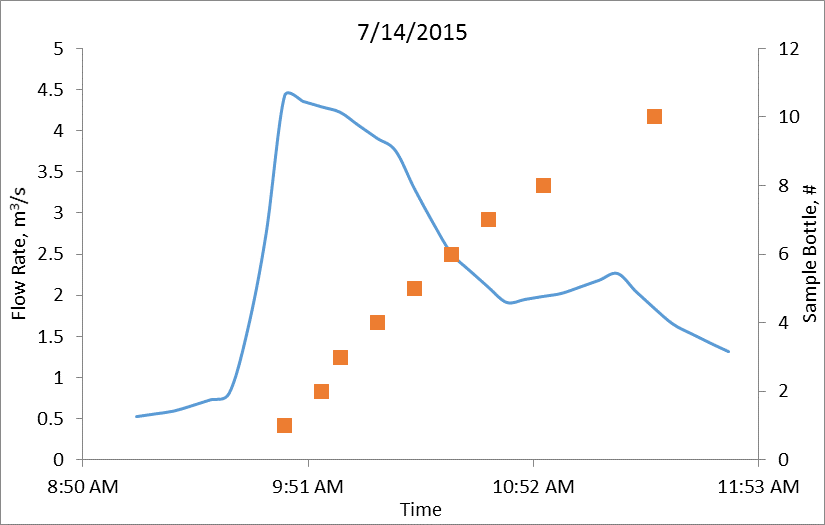 7/14/2015
5
4.5
4
3.5
3
2.5
2
1.5
1
0.5
0
Flow Rate, m³/s
12
10
8
6
4
2
0
Sample Bottle, #
8:50 AM
9:51 AM
10:52 AM
11:53 AM
Time